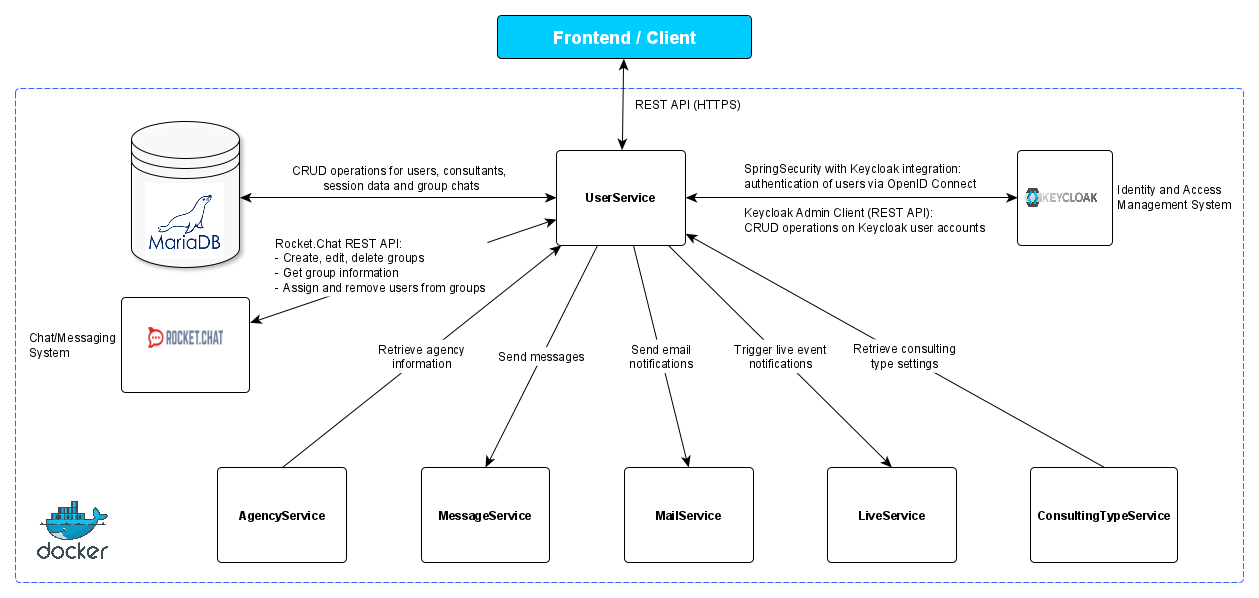 Frontend / Client
REST API (HTTPS)
CRUD operations for users, consultants,
session data and group chats
UserService
SpringSecurity with Keycloak integration:
authentication of users via OpenID Connect
Keycloak Admin Client (REST API):
CRUD operations on Keycloak user accounts
KEYCLOAK
Identity and Access
Management System
MariaDB
Rocket.Chat REST API:
- Create, edit, delete groups
- Get group information
- Assign and remove users from groups
Chat/Messaging
System
ROCKET.CHAT
Retrieve agency
information
Send messages
Send email
notifications
Trigger live event
notifications
Retrieve consulting
type settings
AgencyService
MessageService
MailService
LiveService
ConsultingTypeService
docker